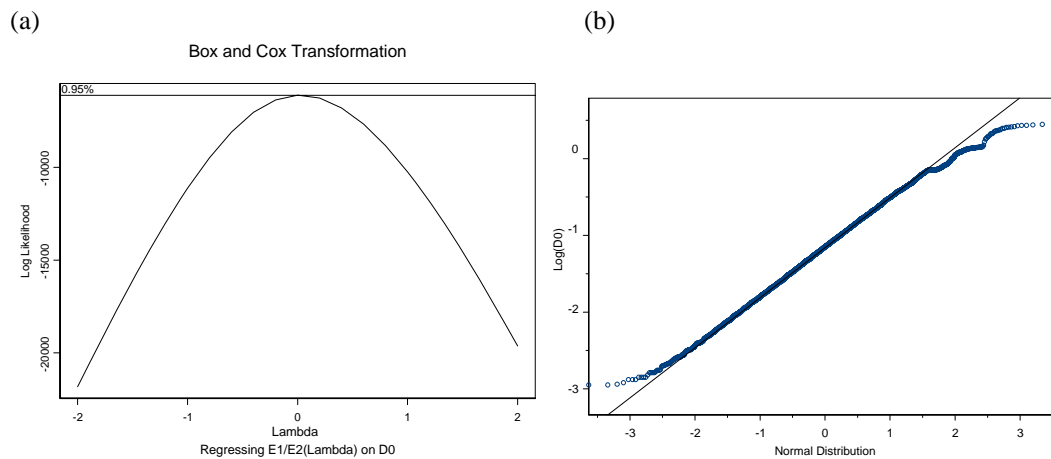 (a)
Box and Cox Transformation
0.95%
-10000
-15000
-20000
Log Likelihood
-2
-1
0
1
2
Lambda
Regressing E1/E2(Lambda) on D0
(b)
0
-1
-2
-3
Log(D0)
-3
-2
-1
0
1
2
3
Normal Distribution